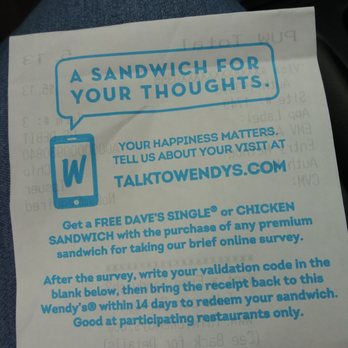 A SANDWICH FOR
YOUR THOUGHTS.
W
YOUR HAPPINESS MATTERS.
TELL US ABOUT YOUR VISIT AT
TALKTOWENDYS.COM
Get a FREE DAVE'S SINGLE® or CHICKEN
SANDWICH with the purchase of any premium
sandwich for taking our brief online survey.
After the survey, write your validation code in the
blank below, then bring the receipt back to this
Wendy's® within 14 days to redeem your sandwich.
Good at participating restaurants only.